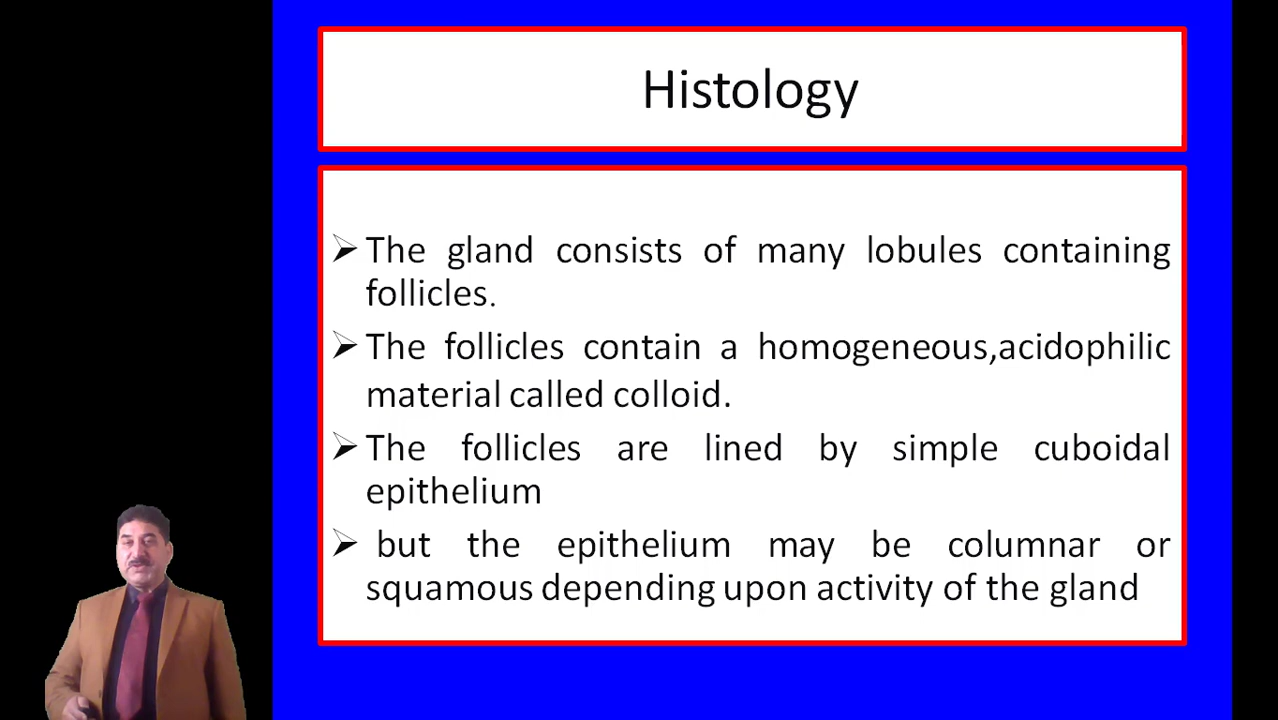 Histology
The gland consists of many lobules containing
follicles.
The follicles contain a homogeneous,acidophilic
material called colloid.
The follicles are lined by simple cuboidal
epithelium
but the epithelium may be columnar or
squamous depending upon activity of the gland